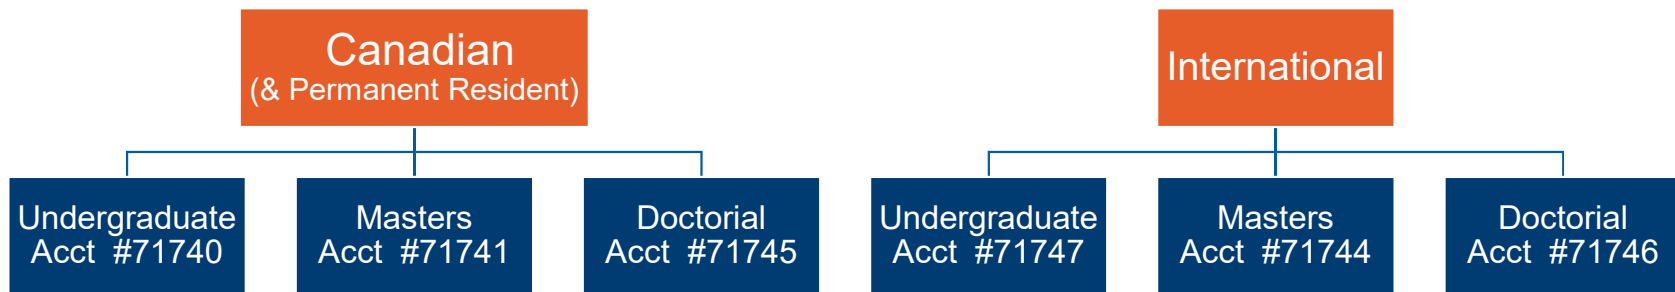 Canadian
(& Permanent Resident)
International
Undergraduate
Acct #71740
Masters
Acct #71741
Doctorial
Acct #71745
Undergraduate
Acct #71747
Masters
Acct #71744
Doctorial
Acct #71746